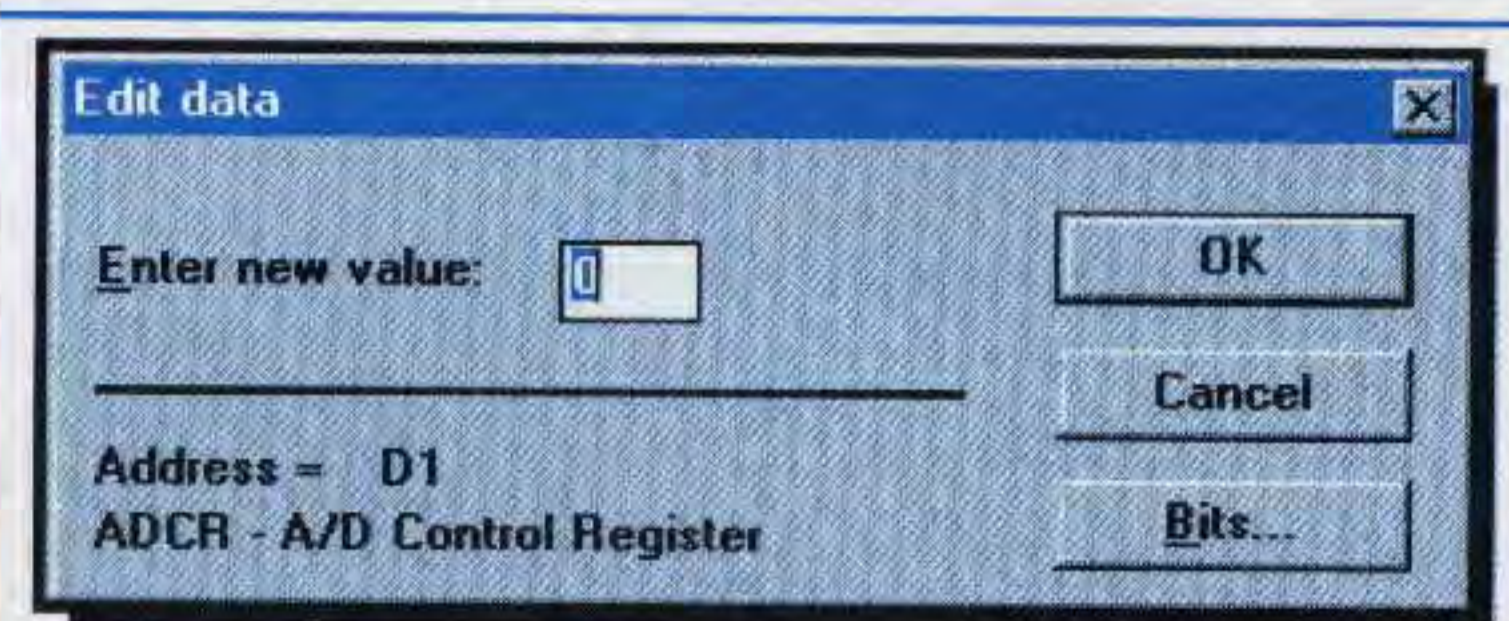 Edit data
Enter new value: 0
OK
Cancel
Address = D1
ADCR - A/D Control Register
Bits...